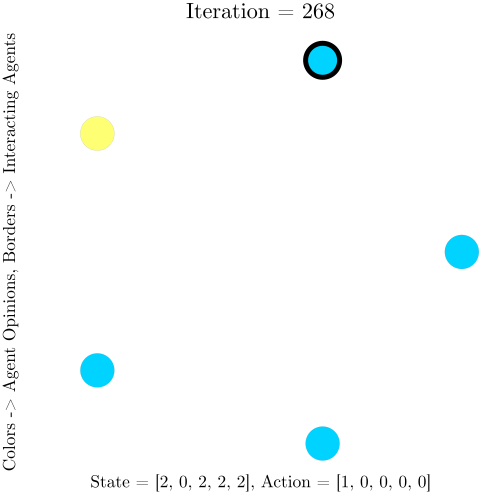 Iteration = 268
Colors -> Agent Opinions, Borders -> Interacting Agents
State = [2, 0, 2, 2, 2], Action = [1, 0, 0, 0, 0]